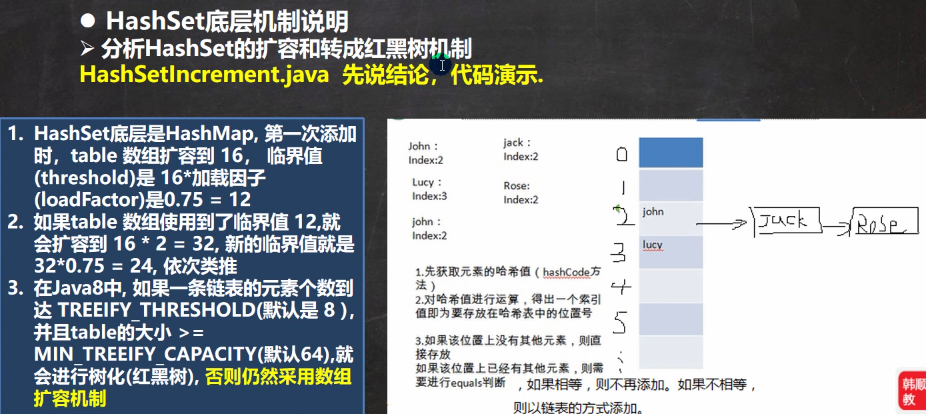 ● HashSet底层机制说明
➢ 分析HashSet的扩容和转成红黑树机制
HashSetIncrement.java 先说结论，代码演示.
1. HashSet底层是HashMap, 第一次添加
时，table 数组扩容到 16， 临界值
(threshold)是 16*加载因子
(loadFactor)是0.75 = 12
2. 如果table 数组使用到了临界值 12,就
会扩容到 16 * 2 = 32, 新的临界值就是
32*0.75 = 24, 依次类推
3. 在Java8中, 如果一条链表的元素个数到
达 TREEIFY_THRESHOLD(默认是 8 ),
并且table的大小 >=
MIN_TREEIFY_CAPACITY(默认64),就
会进行树化(红黑树), 否则仍然采用数组
扩容机制
John：
Index:2
jack：
Index:2
Lucy：
Index:3
Rose:
Index:2
john：
Index:2
1.先获取元素的哈希值（hashCode方
法）
2.对哈希值进行运算，得出一个索引
值即为要存放在哈希表中的位置号
3.如果该位置上没有其他元素，则直
接存放
如果该位置上已经有其他元素，则需
要进行equals判断 ，如果相等，则不再添加。如果不相等，
则以链表的方式添加。
0
1
2 john Jack Rose
3 lucy
4
5
韩顺
教